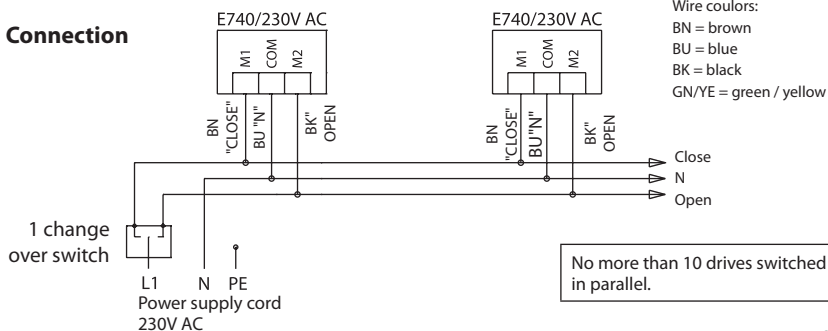 Connection
E740/230V AC
M1
COM
M2
BN
"CLOSE"
BU "N"
BK"
OPEN
E740/230V AC
M1
COM
M2
BN
"CLOSE"
BU "N"
BK"
OPEN
Wire coulors:
BN = brown
BU = blue
BK = black
GN/YE = green / yellow
Close
N
Open
1 change
over switch
L1
N
PE
Power supply cord
230V AC
No more than 10 drives switched
in parallel.